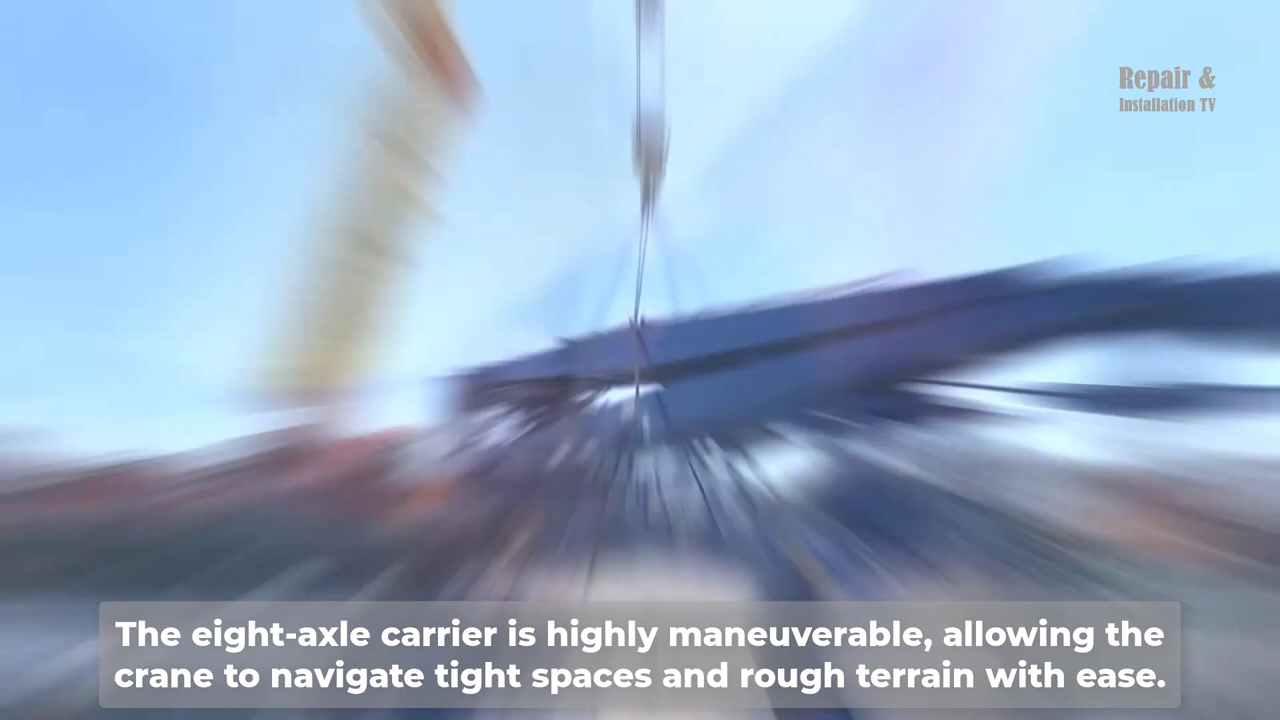 Repair &
Installation TV
The eight-axle carrier is highly maneuverable, allowing the
crane to navigate tight spaces and rough terrain with ease.